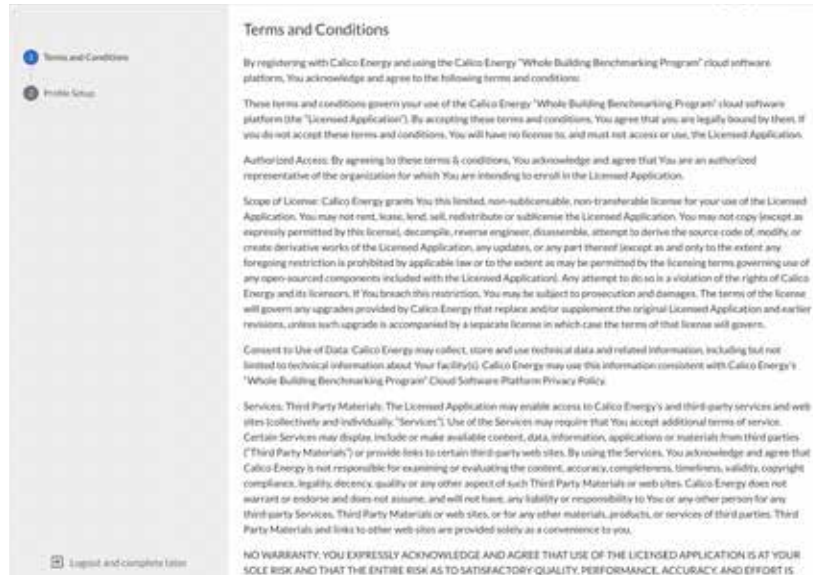 Terms and Conditions
By registering with Calico Energy and using the Calico Energy "Whole Building Benchmarking Program" cloud software
platform, You acknowledge and agree to the following terms and conditions:
These terms and conditions govern your use of the Calico Energy "Whole Building Benchmarking Program" cloud software
platform (the "Licensed Application"). By accepting these terms and conditions, You agree that you are legally bound by them. If
you do not accept these terms and conditions, You will have no license to, and must not access or use, the Licensed Application.
Authorized Access: By agreeing to these terms & conditions, You acknowledge and agree that You are an authorized
representative of the organization for which You are intending to enroll in the Licensed Application.
Scope of License: Calico Energy grants You this limited, non-sublicensable, non-transferable license for your use of the Licensed
Application. You may not rent, lease, lend, sell, redistribute or sublicense the Licensed Application. You may not copy (except as
expressly permitted by this license), decompile, reverse engineer, disassemble, attempt to derive the source code of, modify, or
create derivative works of the Licensed Application, any updates, or any part thereof (except as and only to the extent any
foregoing restriction is prohibited by applicable law or to the extent as may be permitted by the licensing terms governing use of
any open-sourced components included with the Licensed Application). Any attempt to do so is a violation of the rights of Calico
Energy and its licensors. If You breach this restriction, You may be subject to prosecution and damages. The terms of the license
will govern any upgrades provided by Calico Energy that replace and/or supplement the original Licensed Application and earlier
revisions, unless such upgrade is accompanied by a separate license in which case the terms of that license will govern.
Consent to Use of Data: Calico Energy may collect, store and use technical data and related information, including but not
limited to technical information about Your facility(s). Calico Energy may use this information consistent with Calico Energy's
"Whole Building Benchmarking Program" Cloud Software Platform Privacy Policy.
Services; Third Party Materials: The Licensed Application may enable access to Calico Energy's and third-party services and web
sites (collectively and individually, "Services"). Use of the Services may require that You accept additional terms of service.
Certain Services may display, include or make available content, data, information, applications or materials from third parties
("Third Party Materials") or provide links to certain third-party web sites. By using the Services, You acknowledge and agree that
Calico Energy is not responsible for examining or evaluating the content, accuracy, completeness, timeliness, validity, copyright
compliance, legality, decency, quality or any other aspect of such Third Party Materials or web sites. Calico Energy does not
warrant or endorse and does not assume, and will not have, any liability or responsibility to You or any other person for any
third-party Services, Third Party Materials or web sites, or for any other materials, products, or services of third parties. Third
Party Materials and links to other web sites are provided solely as a convenience to you.
NO WARRANTY: YOU EXPRESSLY ACKNOWLEDGE AND AGREE THAT USE OF THE LICENSED APPLICATION IS AT YOUR
SOLE RISK AND THAT THE ENTIRE RISK AS TO SATISFACTORY QUALITY, PERFORMANCE, ACCURACY, AND EFFORT IS
1 Terms and Conditions
2 Profile Setup
Logout and complete later